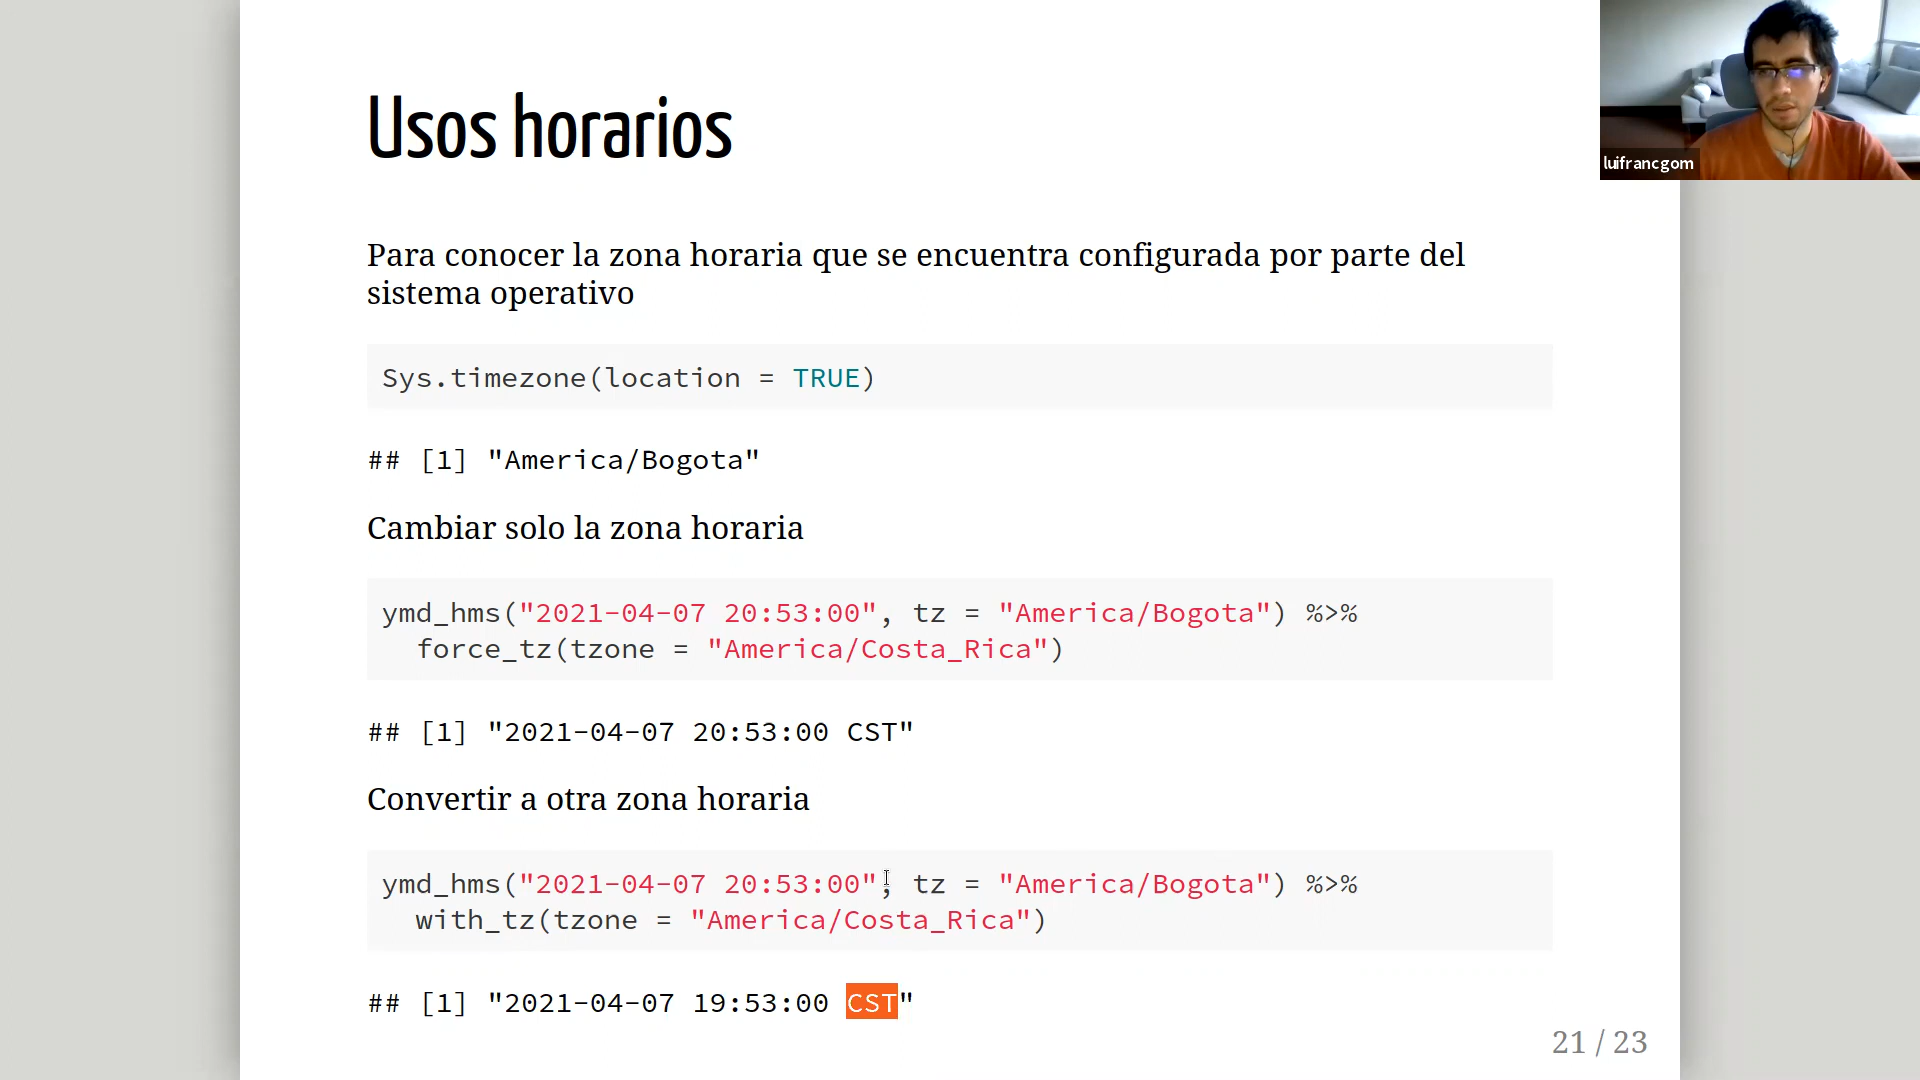 Usos horarios
luifrancgom
Para conocer la zona horaria que se encuentra configurada por parte del
sistema operativo
Sys.timezone(location = TRUE)
## [1] "America/Bogota"
Cambiar solo la zona horaria
ymd_hms("2021-04-07 20:53:00", tz = "America/Bogota") %>%
  force_tz(tzone = "America/Costa_Rica")
## [1] "2021-04-07 20:53:00 CST"
Convertir a otra zona horaria
ymd_hms("2021-04-07 20:53:00", tz = "America/Bogota") %>%
  with_tz(tzone = "America/Costa_Rica")
## [1] "2021-04-07 19:53:00 CST"
21 / 23